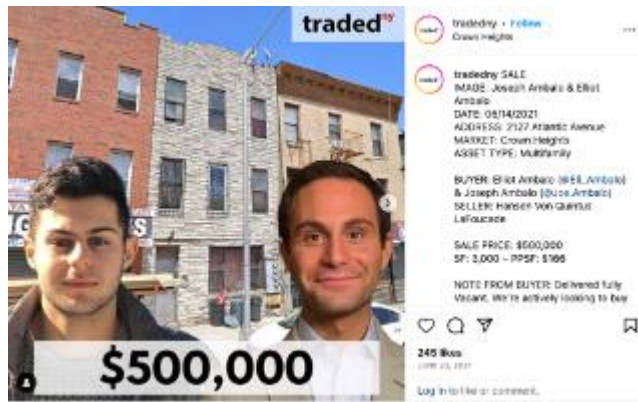 traded ny
$500,000
tradedny • Follow
Crown Heights
tradedny SALE
IMAGE: Joseph Ambalo & Elliot
Ambalo
DATE: 06/14/2021
ADDRESS: 2127 Atlantic Avenue
MARKET: Crown Heights
ASSET TYPE: Multifamily
BUYER: Elliot Ambalo (@Eli_Ambalo)
& Joseph Ambalo (@Joe.Ambalo)
SELLER: Hansen Von Quintus
LaFoucade
SALE PRICE: $500,000
SF: 3,000 ~ PPSF: $166
NOTE FROM BUYER: Delivered fully
Vacant. We're actively looking to buy
245 likes
Log in to like or comment.